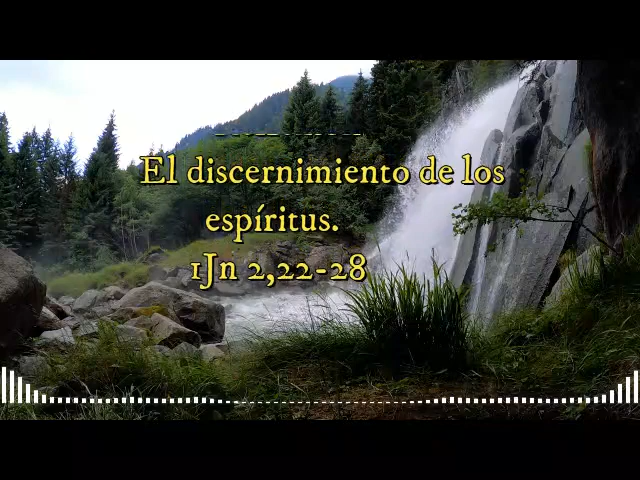 El discernimiento de los
espíritus.
1Jn 2,22-28